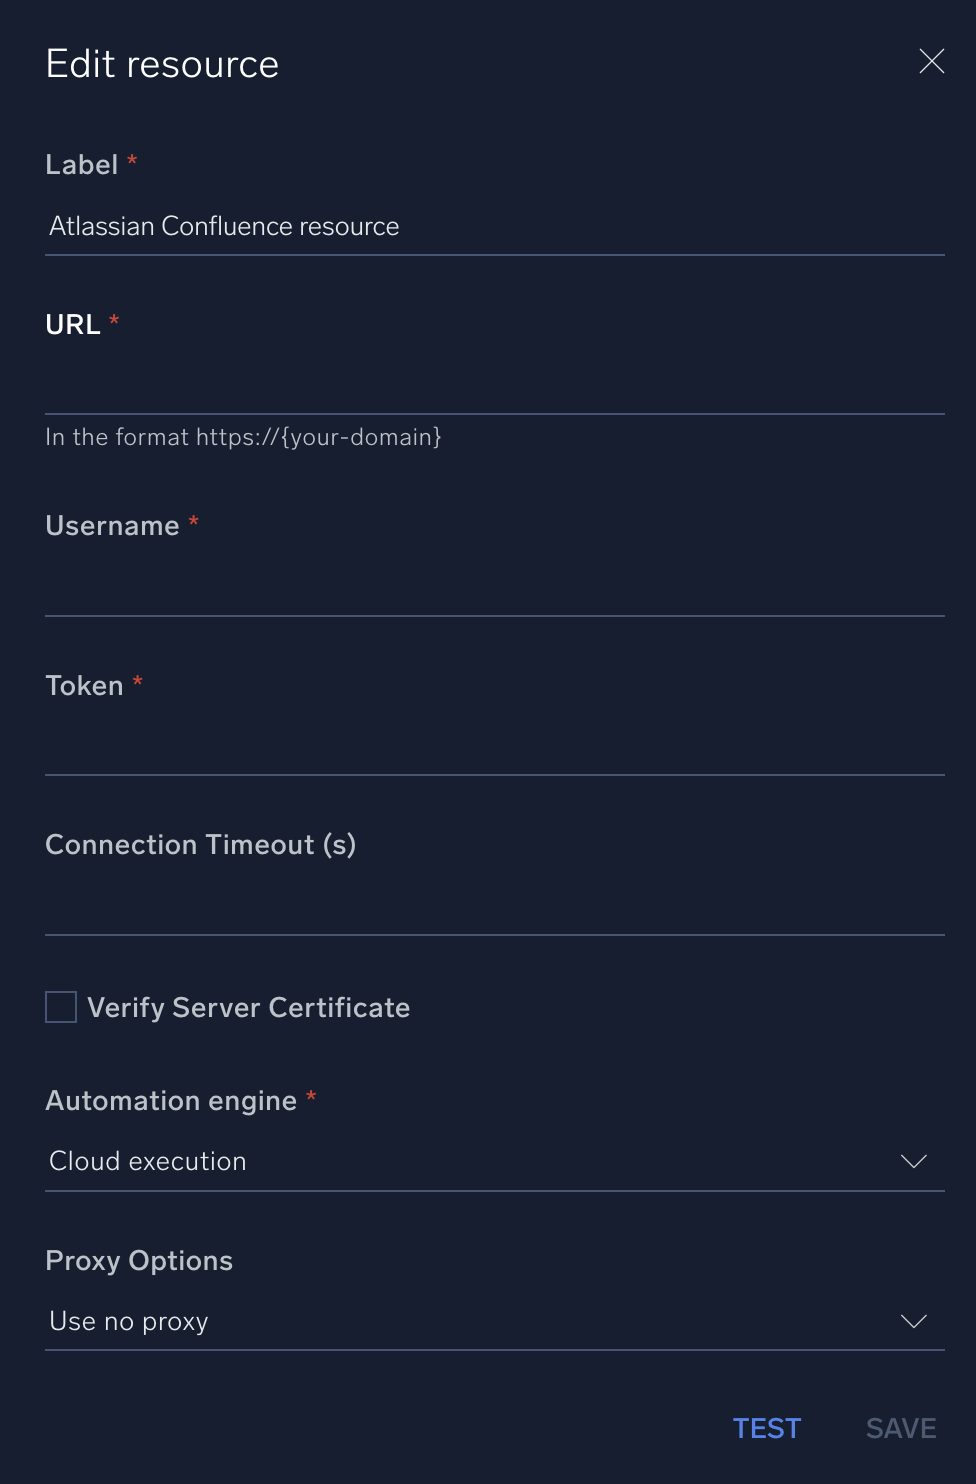 Edit resource
Label *
Atlassian Confluence resource
URL *
In the format https://{your-domain}
Username *
Token *
Connection Timeout (s)
Verify Server Certificate
Automation engine *
Cloud execution
Proxy Options
Use no proxy
TEST SAVE